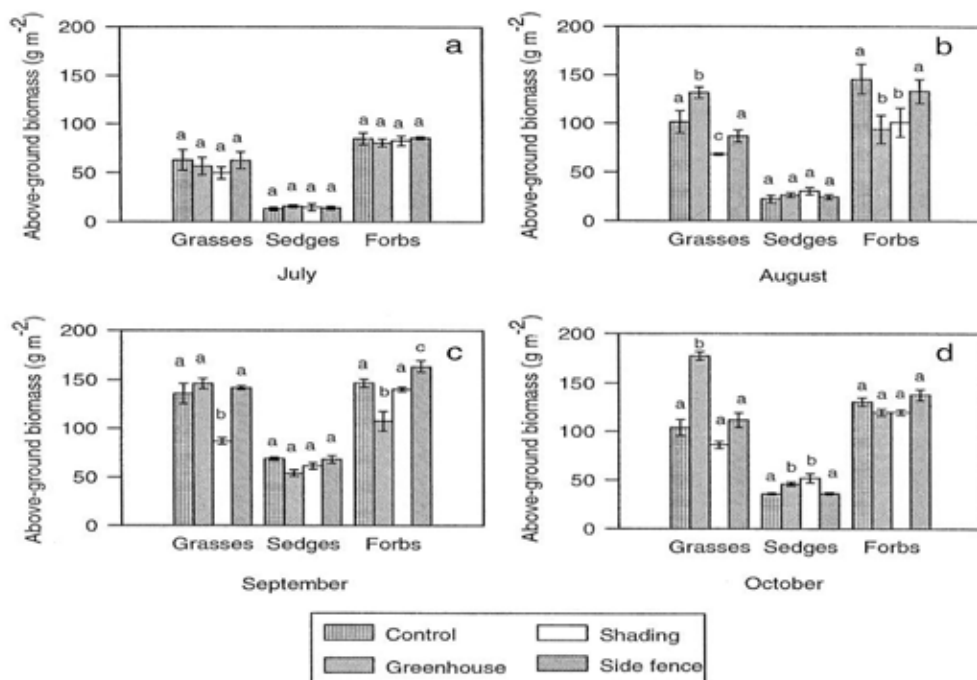 Above-ground biomass (g m⁻²)
200
150
100
50
0
a
a a a a
a a a a
a a a a
Grasses Sedges Forbs
July
Above-ground biomass (g m⁻²)
200
150
100
50
0
b
a b c a
a a a a
a b b a
Grasses Sedges Forbs
August
Above-ground biomass (g m⁻²)
200
150
100
50
0
c
a a b a
a a a a
a b a c
Grasses Sedges Forbs
September
Above-ground biomass (g m⁻²)
200
150
100
50
0
d
a b a a
a b b a
a a a a
Grasses Sedges Forbs
October
Control Shading
Greenhouse Side fence